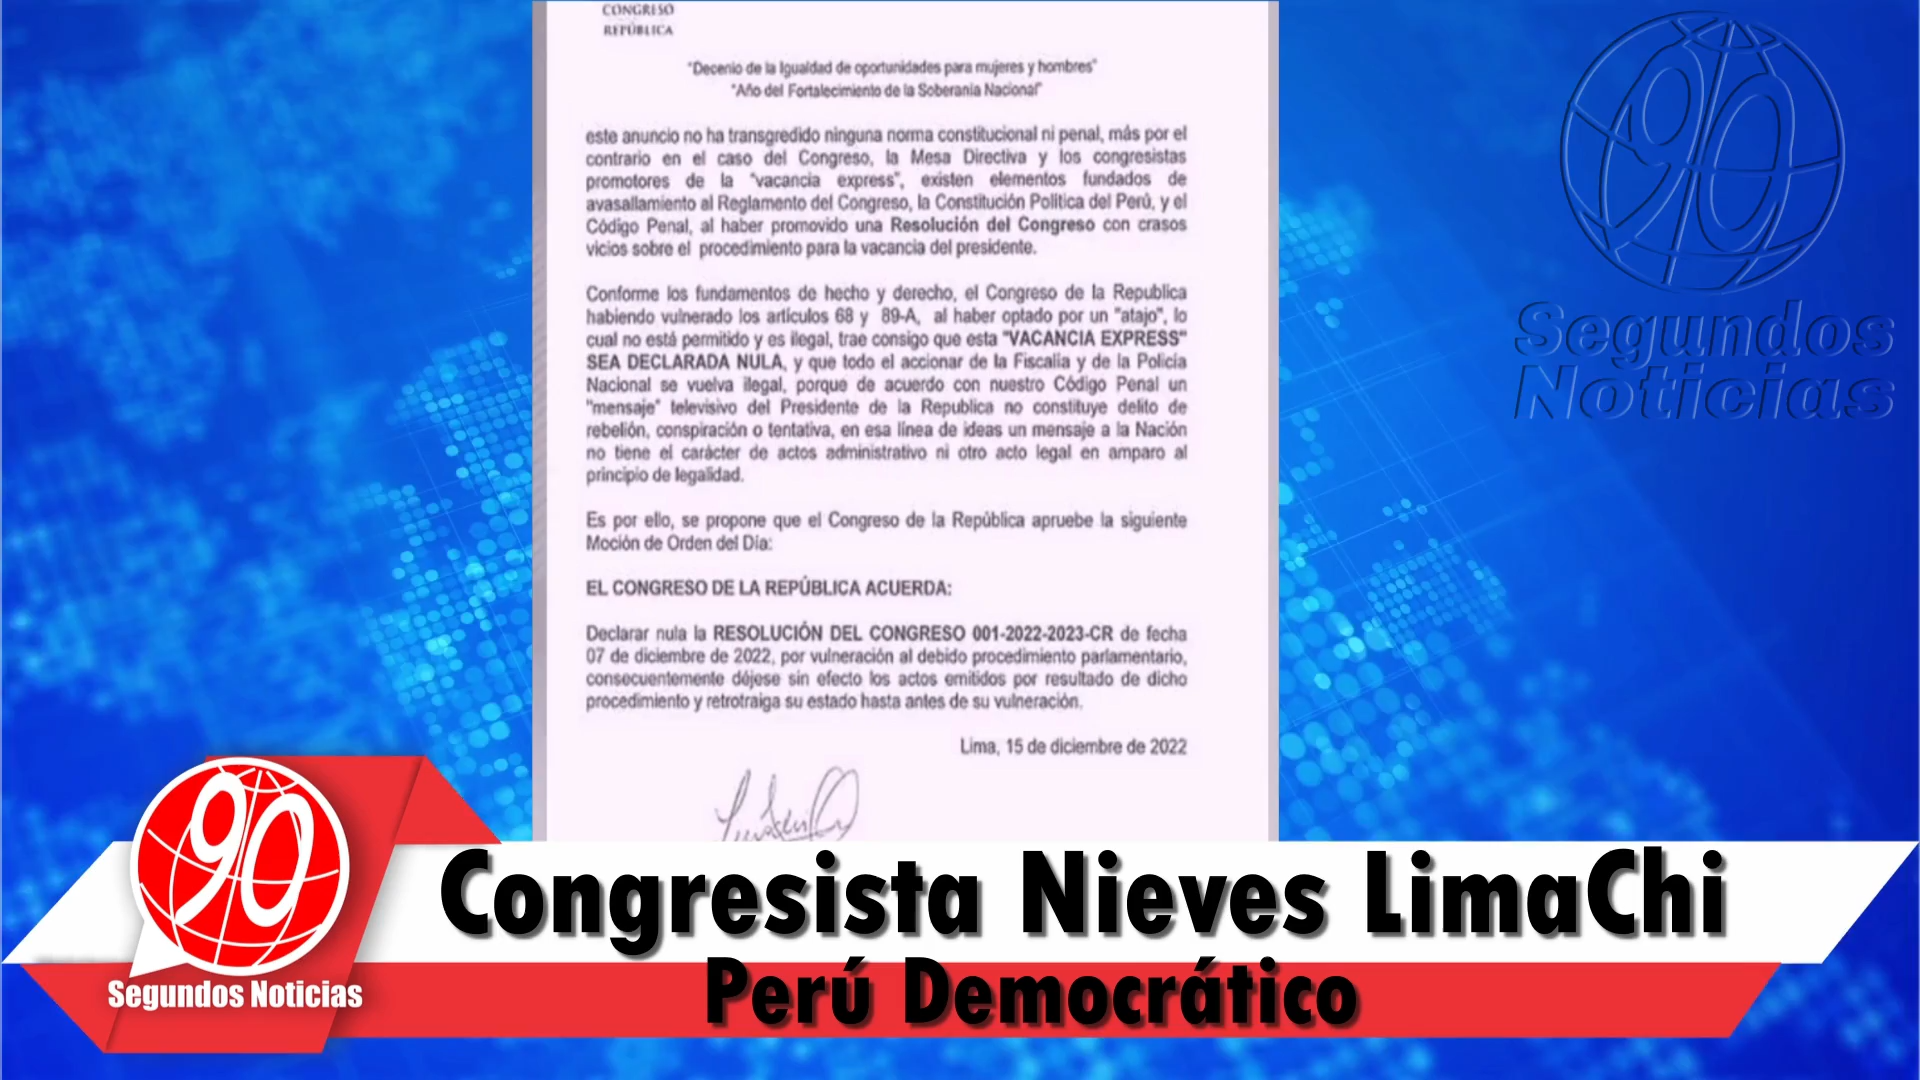 CONGRESO
REPÚBLICA
"Decenio de la Igualdad de oportunidades para mujeres y hombres"
"Año del Fortalecimiento de la Soberanía Nacional"
este anuncio no ha transgredido ninguna norma constitucional ni penal, más por el
contrario en el caso del Congreso, la Mesa Directiva y los congresistas
promotores de la "vacancia express", existen elementos fundados de
avasallamiento al Reglamento del Congreso, la Constitución Política del Perú, y el
Código Penal, al haber promovido una Resolución del Congreso con crasos
vicios sobre el procedimiento para la vacancia del presidente.
Conforme los fundamentos de hecho y derecho, el Congreso de la Republica
habiendo vulnerado los artículos 68 y 89-A, al haber optado por un "atajo", lo
cual no está permitido y es ilegal, trae consigo que esta "VACANCIA EXPRESS"
SEA DECLARADA NULA, y que todo el accionar de la Fiscalía y de la Policía
Nacional se vuelva ilegal, porque de acuerdo con nuestro Código Penal un
"mensaje" televisivo del Presidente de la Republica no constituye delito de
rebelión, conspiración o tentativa, en esa línea de ideas un mensaje a la Nación
no tiene el carácter de actos administrativo ni otro acto legal en amparo al
principio de legalidad.
Es por ello, se propone que el Congreso de la República apruebe la siguiente
Moción de Orden del Día:
EL CONGRESO DE LA REPÚBLICA ACUERDA:
Declarar nula la RESOLUCIÓN DEL CONGRESO 001-2022-2023-CR de fecha
07 de diciembre de 2022, por vulneración al debido procedimiento parlamentario,
consecuentemente déjese sin efecto los actos emitidos por resultado de dicho
procedimiento y retrotraiga su estado hasta antes de su vulneración.
Lima, 15 de diciembre de 2022
90
Segundos
Noticias
90
Segundos Noticias
Congresista Nieves LimaChi
Perú Democrático